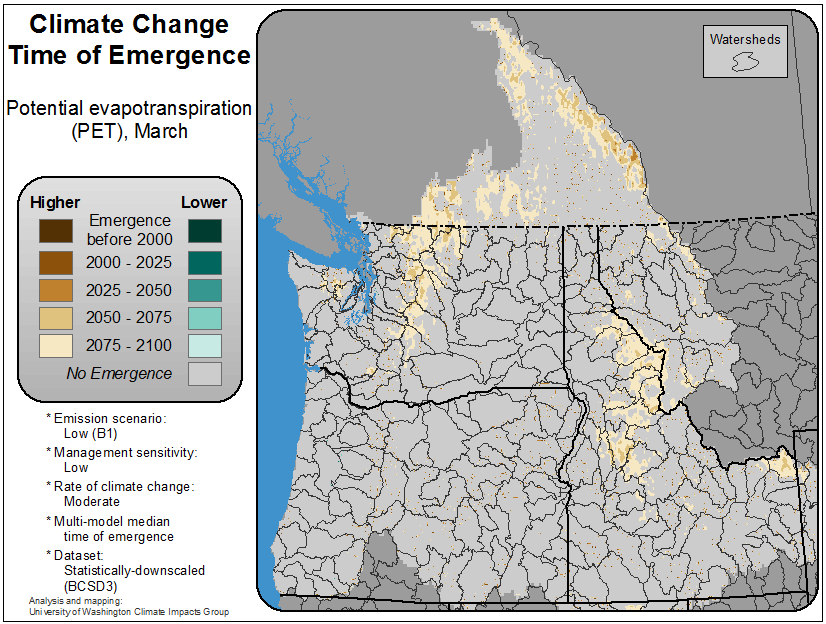 Climate Change
Time of Emergence
Potential evapotranspiration
(PET), March
Watersheds
Higher
Lower
Emergence
before 2000
2000 - 2025
2025 - 2050
2050 - 2075
2075 - 2100
No Emergence
* Emission scenario:
Low (B1)
* Management sensitivity:
Low
* Rate of climate change:
Moderate
* Multi-model median
time of emergence
* Dataset:
Statistically-downscaled
(BCSD3)
Analysis and mapping:
University of Washington Climate Impacts Group